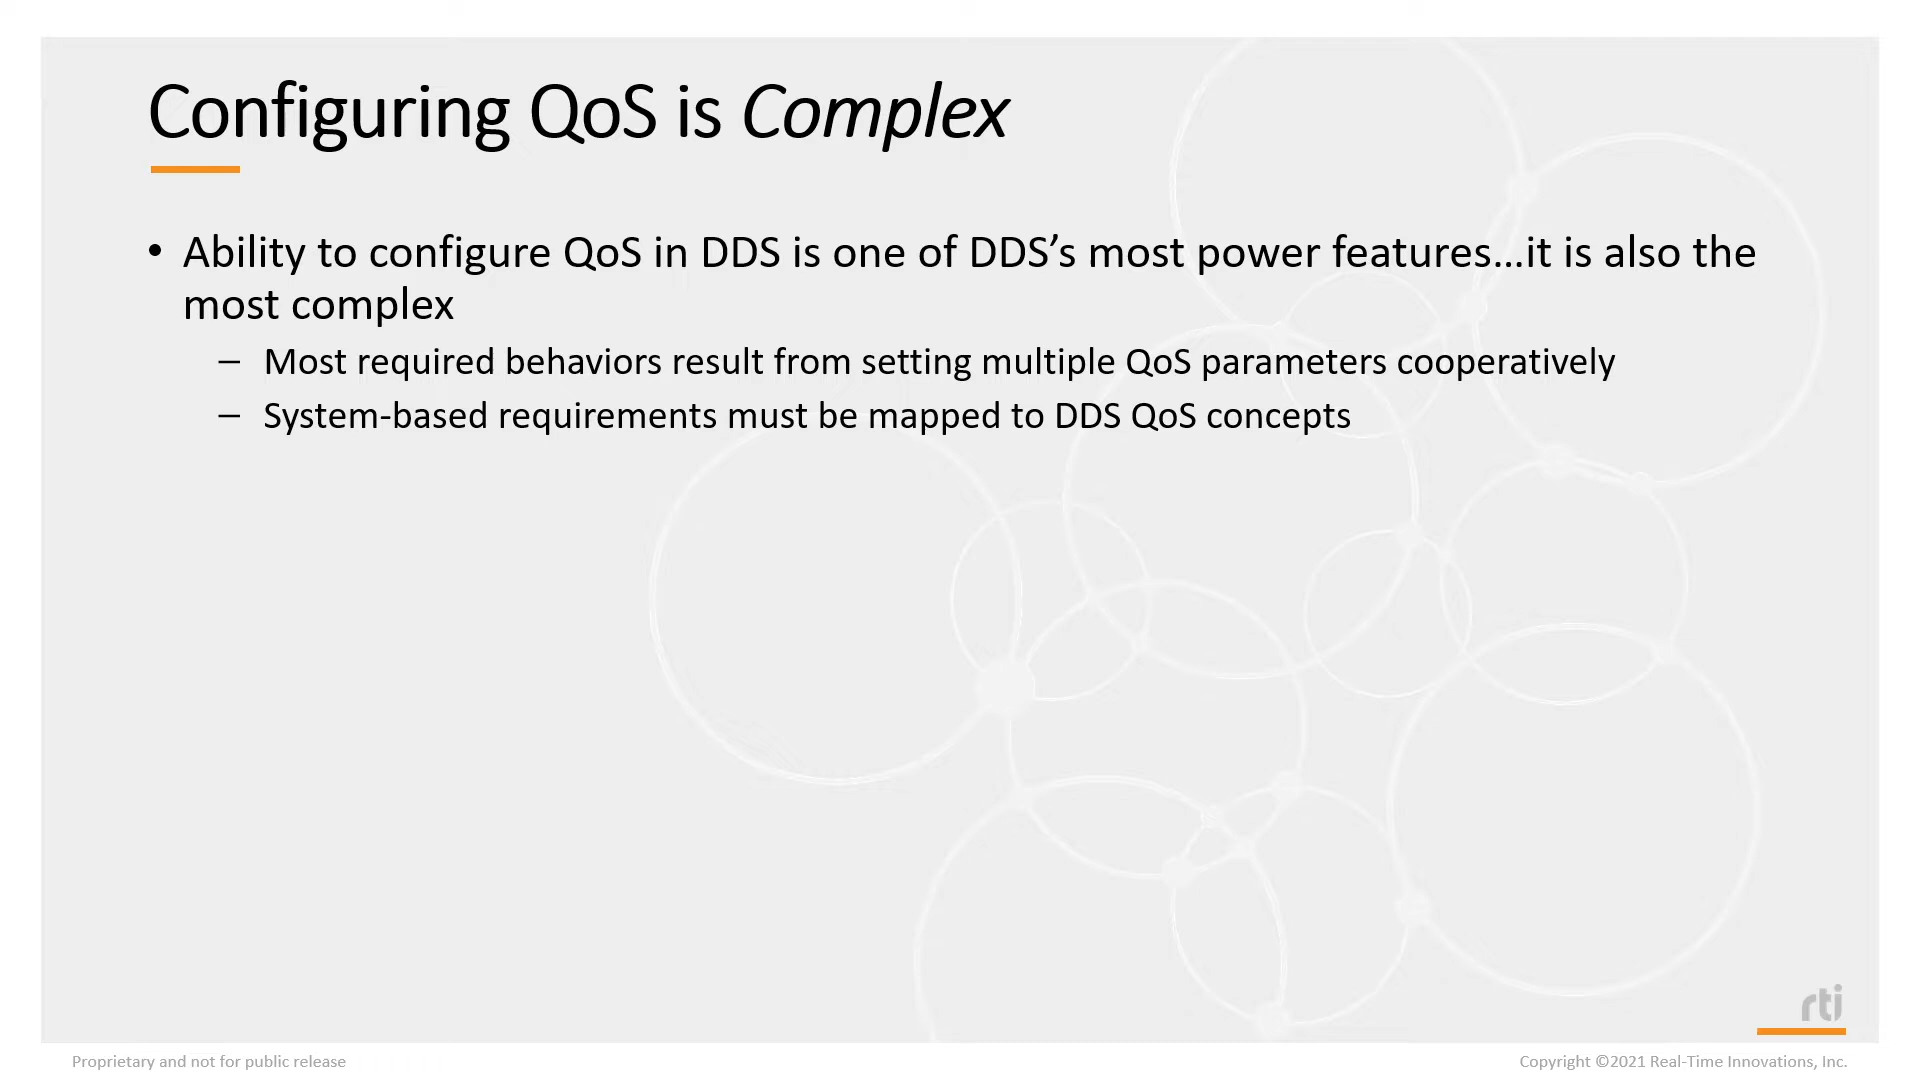 Configuring QoS is Complex
• Ability to configure QoS in DDS is one of DDS’s most power features…it is also the
most complex
– Most required behaviors result from setting multiple QoS parameters cooperatively
– System-based requirements must be mapped to DDS QoS concepts
rti
Proprietary and not for public release
Copyright ©2021 Real-Time Innovations, Inc.